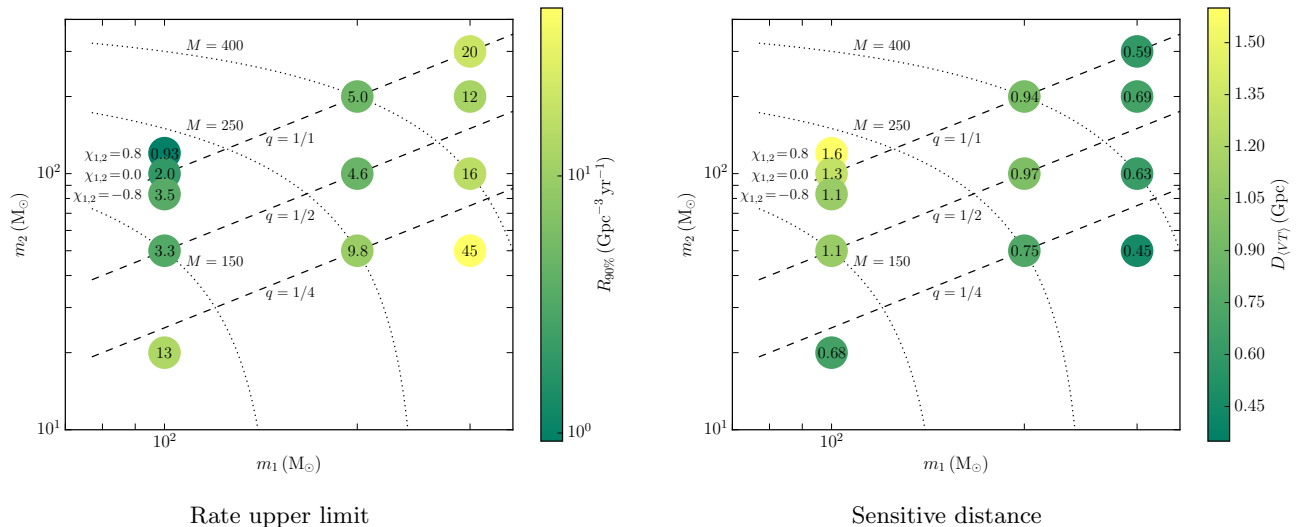 M = 400
20
12
5.0
M = 250
q = 1/1
χ1,2=0.8
0.93
χ1,2=0.0
2.0
χ1,2=−0.8
3.5
4.6
16
q = 1/2
3.3
M = 150
9.8
45
q = 1/4
13
10^2
10^1
m2 (M⊙)
10^2
m1 (M⊙)
10^1
10^0
R90% (Gpc^−3 yr^−1)
Rate upper limit
M = 400
0.59
0.69
0.94
M = 250
q = 1/1
χ1,2=0.8
1.6
χ1,2=0.0
1.3
χ1,2=−0.8
1.1
0.97
0.63
q = 1/2
1.1
M = 150
0.75
0.45
q = 1/4
0.68
10^2
10^1
m2 (M⊙)
10^2
m1 (M⊙)
1.50
1.35
1.20
1.05
0.90
0.75
0.60
0.45
D⟨VT⟩ (Gpc)
Sensitive distance